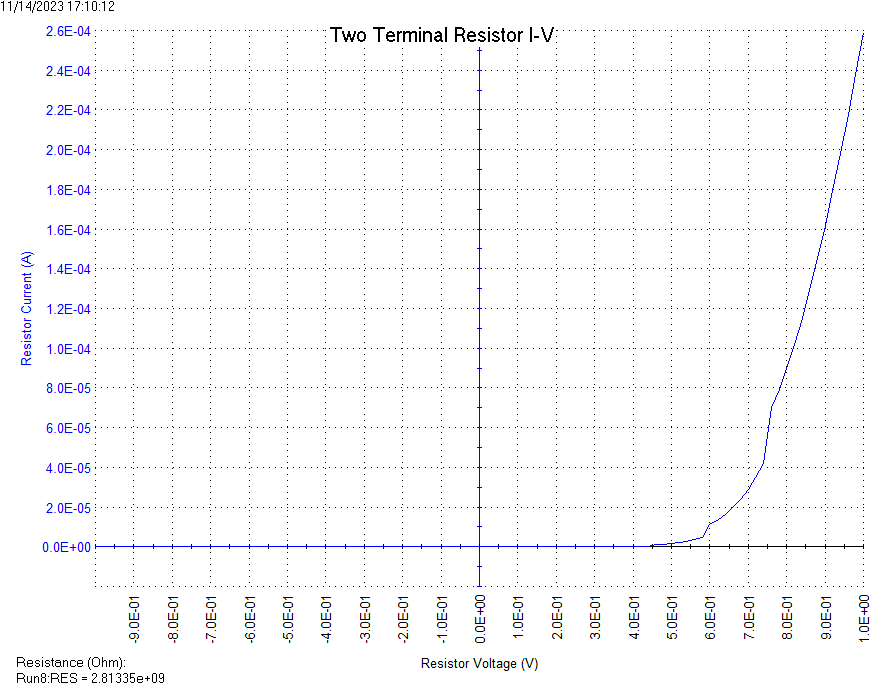 11/14/2023 17:10:12
Two Terminal Resistor I-V
2.6E-04
2.4E-04
2.2E-04
2.0E-04
1.8E-04
1.6E-04
1.4E-04
1.2E-04
1.0E-04
8.0E-05
6.0E-05
4.0E-05
2.0E-05
0.0E+00
Resistor Current (A)
-9.0E-01
-8.0E-01
-7.0E-01
-6.0E-01
-5.0E-01
-4.0E-01
-3.0E-01
-2.0E-01
-1.0E-01
0.0E+00
1.0E-01
2.0E-01
3.0E-01
4.0E-01
5.0E-01
6.0E-01
7.0E-01
8.0E-01
9.0E-01
1.0E+00
Resistor Voltage (V)
Resistance (Ohm):
Run8:RES = 2.81335e+09